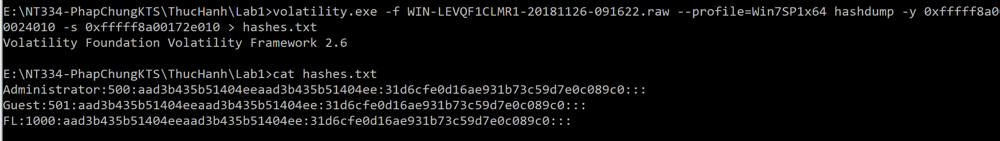 E:\NT334-PhapChungKTS\ThucHanh\Lab1>volatility.exe -f WIN-LEVQF1CLMR1-20181126-091622.raw --profile=Win7SP1x64 hashdump -y 0xfffff8a00
0024010 -s 0xfffff8a00172e010 > hashes.txt
Volatility Foundation Volatility Framework 2.6
E:\NT334-PhapChungKTS\ThucHanh\Lab1>cat hashes.txt
Administrator:500:aad3b435b51404eeaad3b435b51404ee:31d6cfe0d16ae931b73c59d7e0c089c0:::
Guest:501:aad3b435b51404eeaad3b435b51404ee:31d6cfe0d16ae931b73c59d7e0c089c0:::
FL:1000:aad3b435b51404eeaad3b435b51404ee:31d6cfe0d16ae931b73c59d7e0c089c0:::